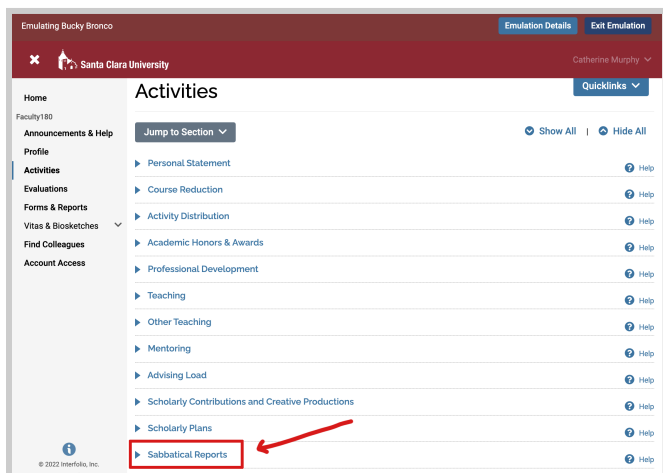 Emulating Bucky Bronco
Emulation Details
Exit Emulation
Santa Clara University
Catherine Murphy
Home
Faculty180
Announcements & Help
Profile
Activities
Evaluations
Forms & Reports
Vitas & Biosketches
Find Colleagues
Account Access
© 2022 Interfolio, Inc.
Activities
Quicklinks
Jump to Section
Show All | Hide All
Personal Statement Help
Course Reduction Help
Activity Distribution Help
Academic Honors & Awards Help
Professional Development Help
Teaching Help
Other Teaching Help
Mentoring Help
Advising Load Help
Scholarly Contributions and Creative Productions Help
Scholarly Plans Help
Sabbatical Reports Help